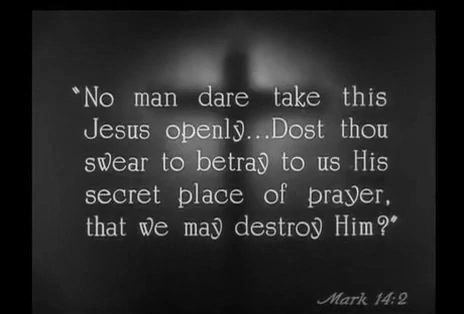 "No man dare take this
Jesus openly...Dost thou
swear to betray to us His
secret place of prayer,
that we may destroy Him?"
Mark 14:2